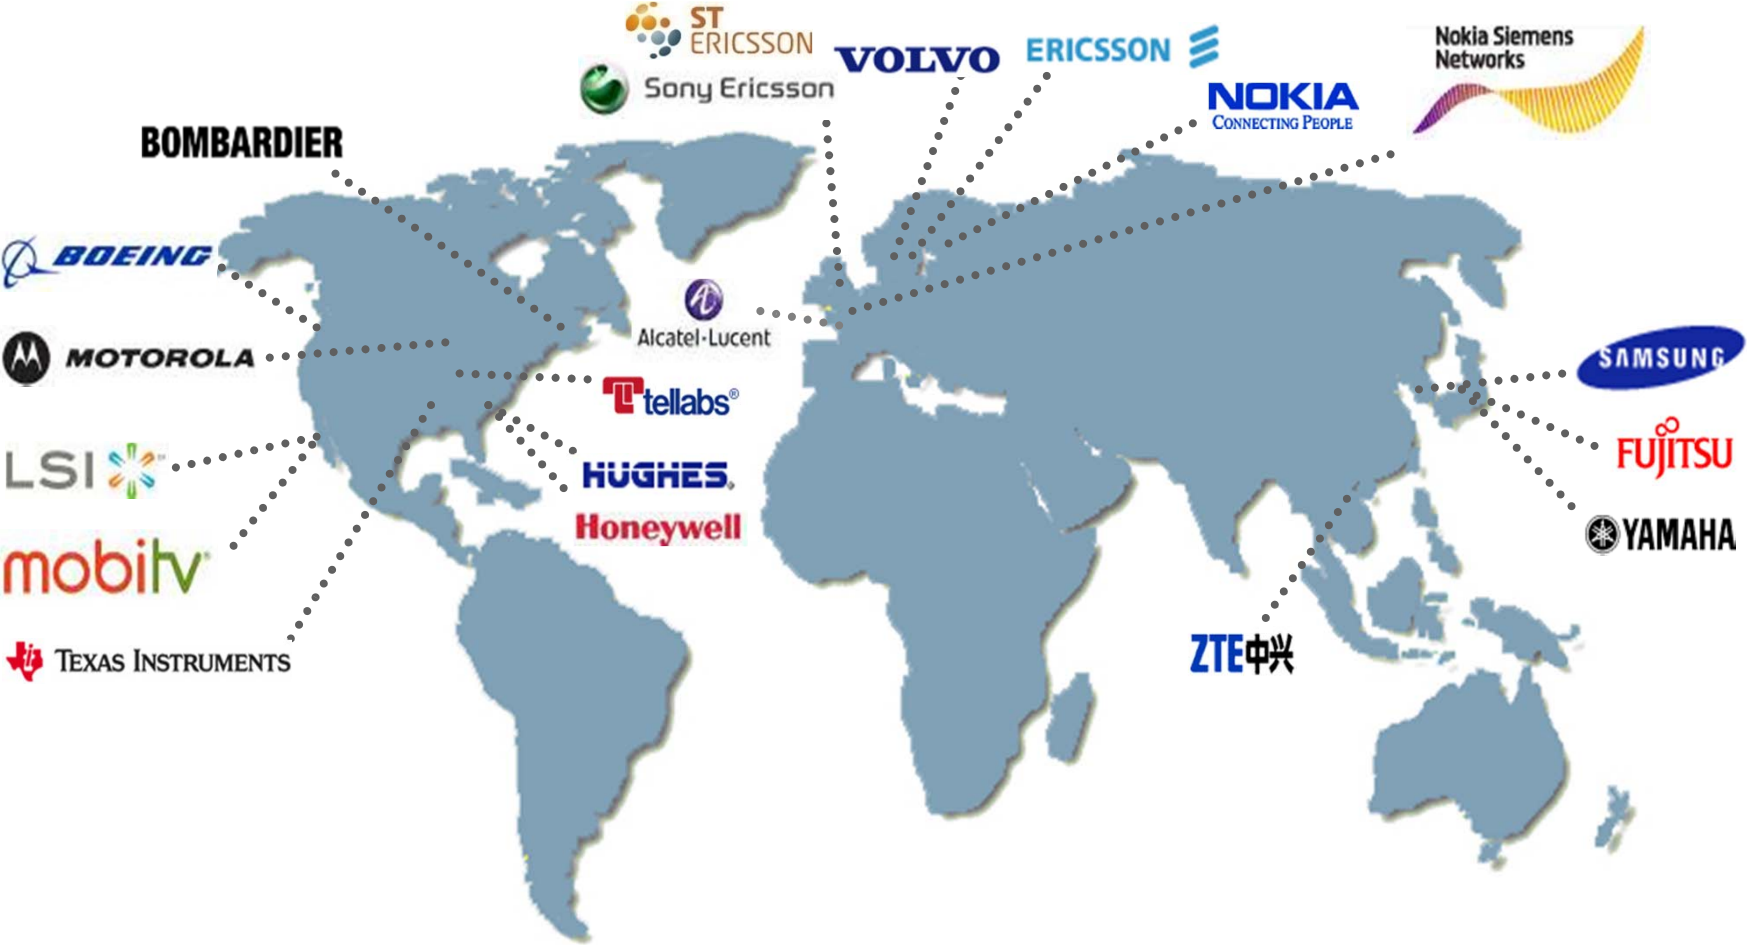 ST
ERICSSON
Sony Ericsson
VOLVO
ERICSSON
NOKIA
CONNECTING PEOPLE
Nokia Siemens
Networks
BOMBARDIER
BOEING
MOTOROLA
Alcatel·Lucent
tellabs®
SAMSUNG
LSI
HUGHES.
FUJITSU
Honeywell
YAMAHA
mobitv
TEXAS INSTRUMENTS
ZTE中兴